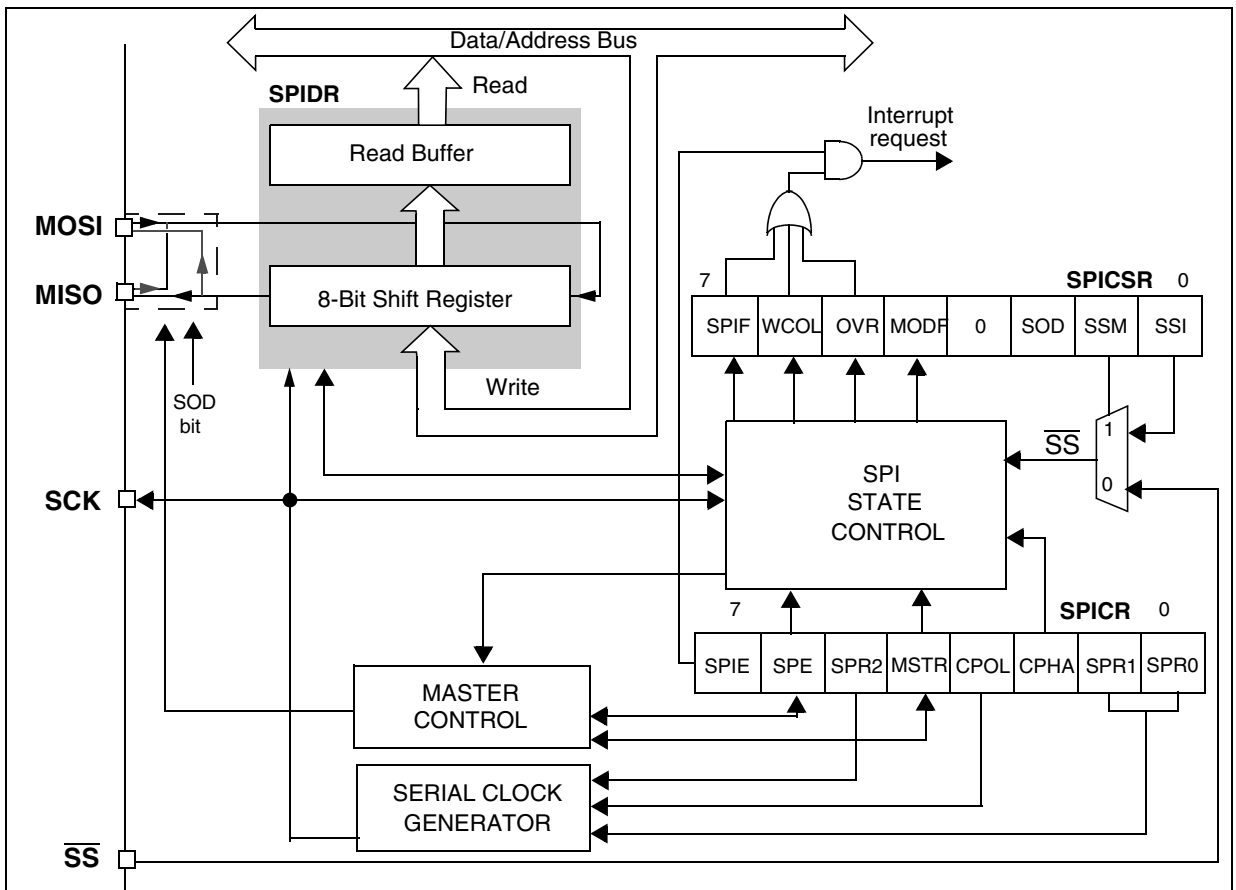 Data/Address Bus
SPIDR
Read
Read Buffer
Interrupt
request
MOSI
MISO
8-Bit Shift Register
7
SPICSR
0
SPIF
WCOL
OVR
MODF
0
SOD
SSM
SSI
Write
SOD
bit
1
SS
0
SCK
SPI
STATE
CONTROL
7
SPICR
0
SPIE
SPE
SPR2
MSTR
CPOL
CPHA
SPR1
SPR0
MASTER
CONTROL
SERIAL CLOCK
GENERATOR
SS